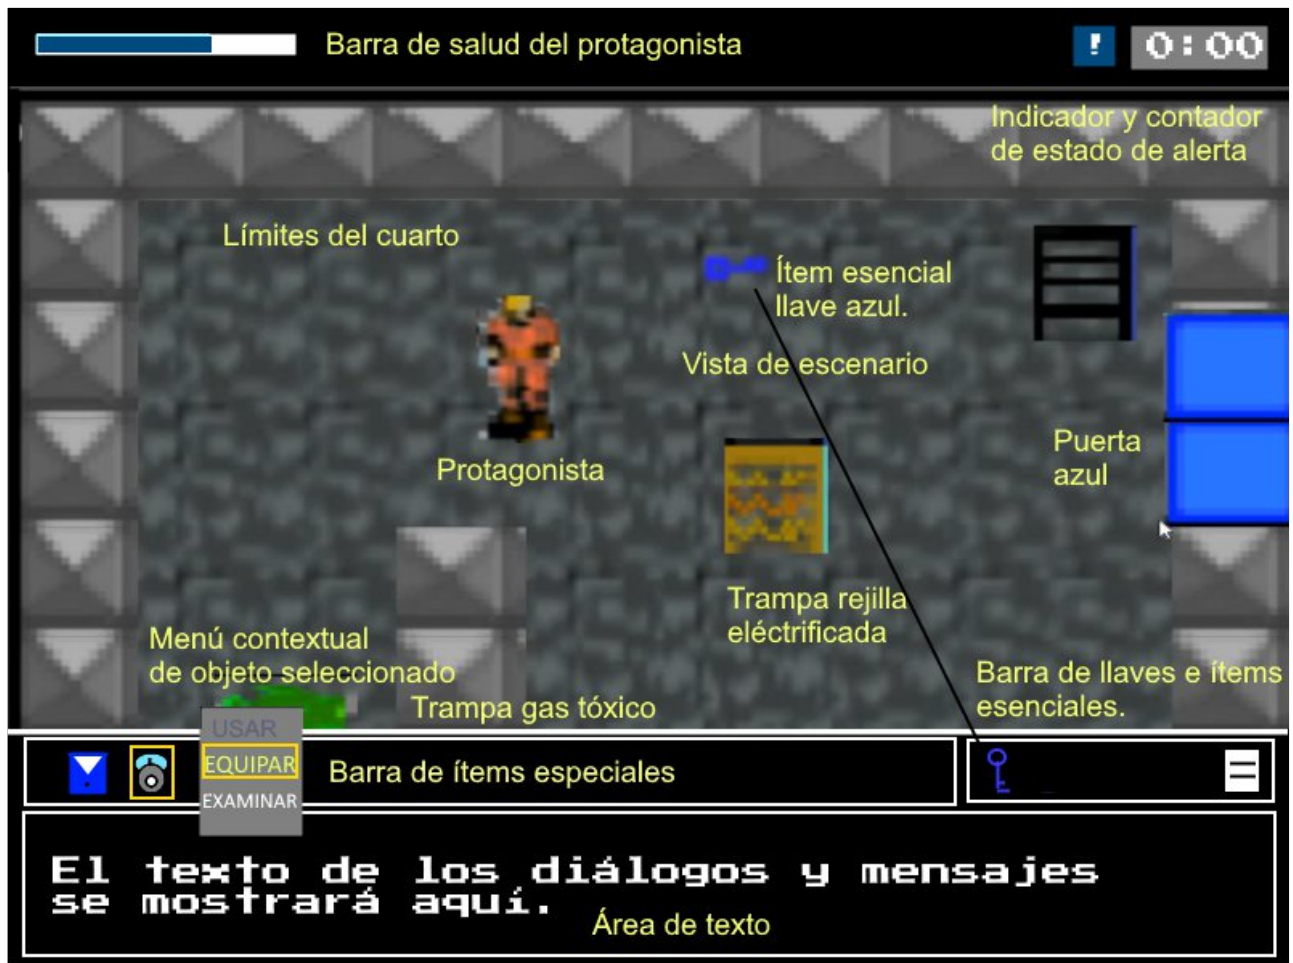 Barra de salud del protagonista
! 0:00
Indicador y contador
de estado de alerta
Límites del cuarto
Ítem esencial
llave azul.
Vista de escenario
Protagonista
Puerta
azul
Trampa rejilla
eléctrificada
Menú contextual
de objeto seleccionado
Trampa gas tóxico
Barra de llaves e ítems
esenciales.
USAR
EQUIPAR
EXAMINAR
Barra de ítems especiales
El texto de los diálogos y mensajes
se mostrará aquí.
Área de texto